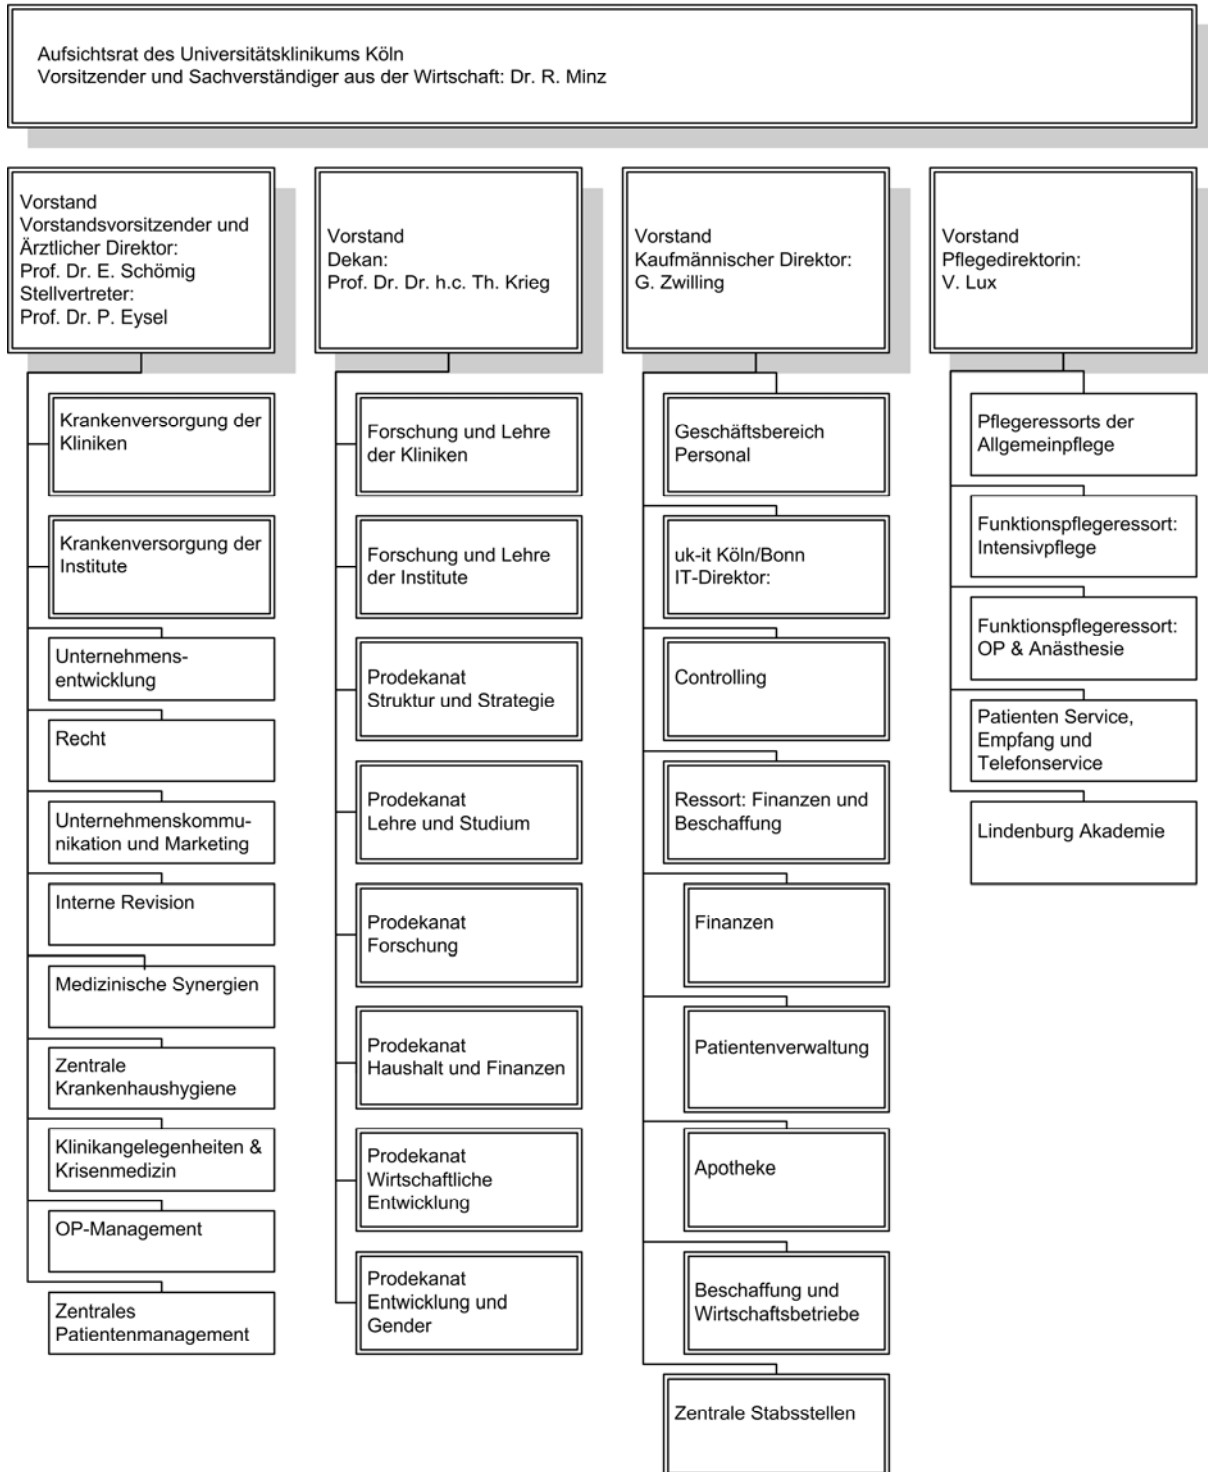 Aufsichtsrat des Universitätsklinikums Köln
Vorsitzender und Sachverständiger aus der Wirtschaft: Dr. R. Minz
Vorstand
Vorstandsvorsitzender und
Ärztlicher Direktor:
Prof. Dr. E. Schömig
Stellvertreter:
Prof. Dr. P. Eysel
Krankenversorgung der
Kliniken
Krankenversorgung der
Institute
Unternehmens-
entwicklung
Recht
Unternehmenskommu-
nikation und Marketing
Interne Revision
Medizinische Synergien
Zentrale
Krankenhaushygiene
Klinikangelegenheiten &
Krisenmedizin
OP-Management
Zentrales
Patientenmanagement
Vorstand
Dekan:
Prof. Dr. Dr. h.c. Th. Krieg
Forschung und Lehre
der Kliniken
Forschung und Lehre
der Institute
Prodekanat
Struktur und Strategie
Prodekanat
Lehre und Studium
Prodekanat
Forschung
Prodekanat
Haushalt und Finanzen
Prodekanat
Wirtschaftliche
Entwicklung
Prodekanat
Entwicklung und
Gender
Vorstand
Kaufmännischer Direktor:
G. Zwilling
Geschäftsbereich
Personal
uk-it Köln/Bonn
IT-Direktor:
Controlling
Ressort: Finanzen und
Beschaffung
Finanzen
Patientenverwaltung
Apotheke
Beschaffung und
Wirtschaftsbetriebe
Zentrale Stabsstellen
Vorstand
Pflegedirektorin:
V. Lux
Pflegeressorts der
Allgemeinpflege
Funktionspflegeressort:
Intensivpflege
Funktionspflegeressort:
OP & Anästhesie
Patienten Service,
Empfang und
Telefonservice
Lindenburg Akademie